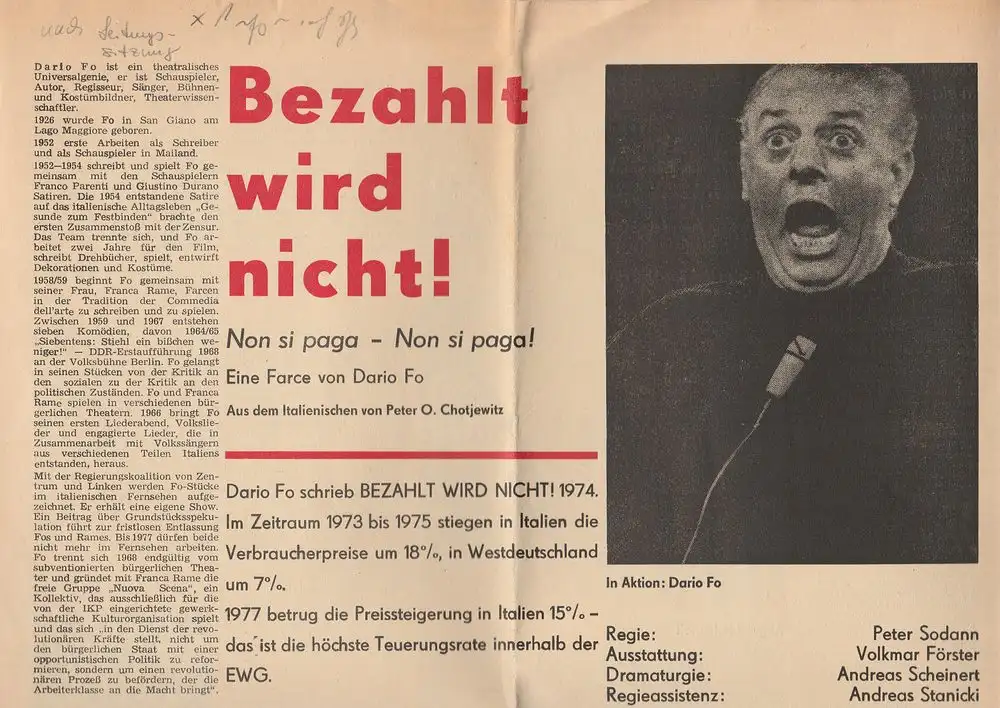 nach Leitungs-
sitzung
Dario Fo ist ein theatralisches
Universalgenie, er ist Schauspieler,
Autor, Regisseur, Sänger, Bühnen-
und Kostümbildner, Theaterwissen-
schaftler.
1926 wurde Fo in San Giano am
Lago Maggiore geboren.
1952 erste Arbeiten als Schreiber
und als Schauspieler in Mailand.
1952—1954 schreibt und spielt Fo ge-
meinsam mit den Schauspielern
Franco Parenti und Giustino Durano
Satiren. Die 1954 entstandene Satire
auf das italienische Alltagsleben „Ge-
sunde zum Festbinden“ brachte den
ersten Zusammenstoß mit der Zensur.
Das Team trennte sich, und Fo ar-
beitet zwei Jahre für den Film,
schreibt Drehbücher, spielt, entwirft
Dekorationen und Kostüme.
1958/59 beginnt Fo gemeinsam mit
seiner Frau, Franca Rame, Farcen
in der Tradition der Commedia
dell'arte zu schreiben und zu spielen.
Zwischen 1959 und 1967 entstehen
sieben Komödien, davon 1964/65
„Siebentens: Stiehl ein bißchen we-
niger!“ — DDR-Erstaufführung 1968
an der Volksbühne Berlin. Fo gelangt
in seinen Stücken von der Kritik an
den sozialen zu der Kritik an den
politischen Zuständen. Fo und Franca
Rame spielen in verschiedenen bür-
gerlichen Theatern. 1966 bringt Fo
seinen ersten Liederabend, Volkslie-
der und engagierte Lieder, die in
Zusammenarbeit mit Volkssängern
aus verschiedenen Teilen Italiens
entstanden, heraus.
Mit der Regierungskoalition von Zen-
trum und Linken werden Fo-Stücke
im italienischen Fernsehen aufge-
zeichnet. Er erhält eine eigene Show.
Ein Beitrag über Grundstücksspeku-
lation führt zur fristlosen Entlassung
Fos und Rames. Bis 1977 dürfen beide
nicht mehr im Fernsehen arbeiten.
Fo trennt sich 1968 endgültig vom
subventionierten bürgerlichen Thea-
ter und gründet mit Franca Rame die
freie Gruppe „Nuova Scena“, ein
Kollektiv, das ausschließlich für die
von der IKP eingerichtete gewerk-
schaftliche Kulturorganisation spielt
und das sich „in den Dienst der revo-
lutionären Kräfte stellt, nicht um
den bürgerlichen Staat mit einer
opportunistischen Politik zu refor-
mieren, sondern um einen revolutio-
nären Prozeß zu befördern, der die
Arbeiterklasse an die Macht bringt“.
Bezahlt
wird
nicht!
Non si paga – Non si paga!
Eine Farce von Dario Fo
Aus dem Italienischen von Peter O. Chotjewitz
Dario Fo schrieb BEZAHLT WIRD NICHT! 1974.
Im Zeitraum 1973 bis 1975 stiegen in Italien die
Verbraucherpreise um 18%, in Westdeutschland
um 7%.
1977 betrug die Preissteigerung in Italien 15% –
das ist die höchste Teuerungsrate innerhalb der
EWG.
In Aktion: Dario Fo
Regie: Peter Sodann
Ausstattung: Volkmar Förster
Dramaturgie: Andreas Scheinert
Regieassistenz: Andreas Stanicki